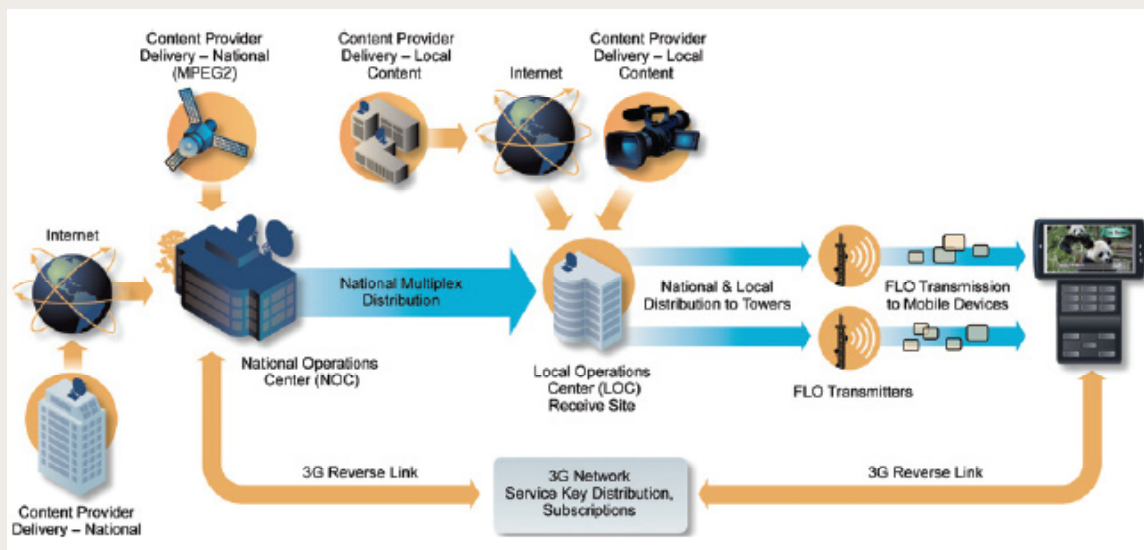 Content Provider
Delivery – National
(MPEG2)
Content Provider
Delivery – Local
Content
Internet
Content Provider
Delivery – Local
Content
Internet
National Multiplex
Distribution
National & Local
Distribution to Towers
FLO Transmission
to Mobile Devices
National Operations
Center (NOC)
Local Operations
Center (LOC)
Receive Site
FLO Transmitters
3G Reverse Link
3G Network
Service Key Distribution,
Subscriptions
3G Reverse Link
Content Provider
Delivery – National